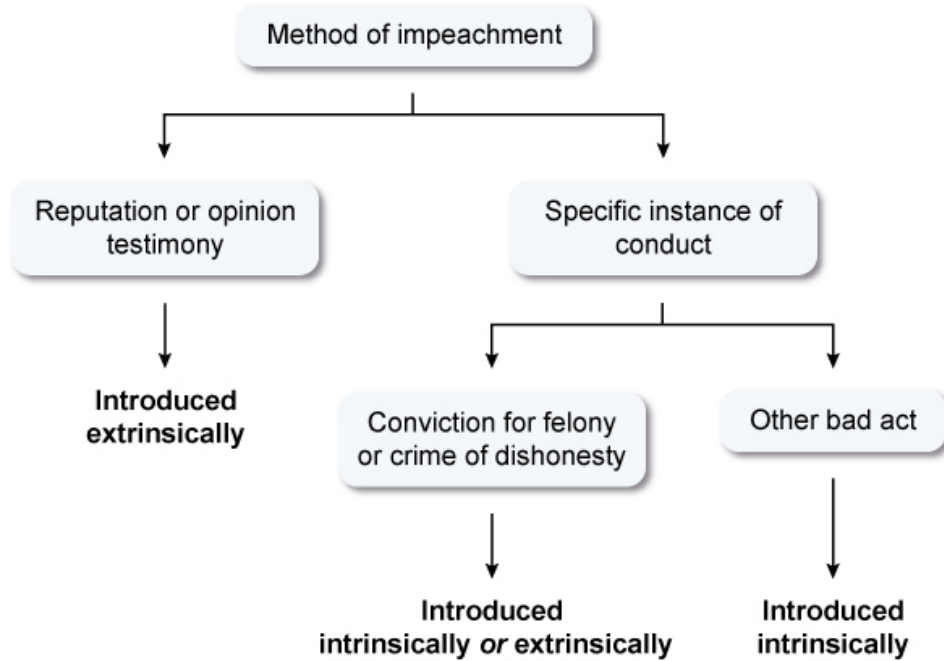 Method of impeachment
Reputation or opinion
testimony
Specific instance of
conduct
Introduced
extrinsically
Conviction for felony
or crime of dishonesty
Other bad act
Introduced
intrinsically or extrinsically
Introduced
intrinsically